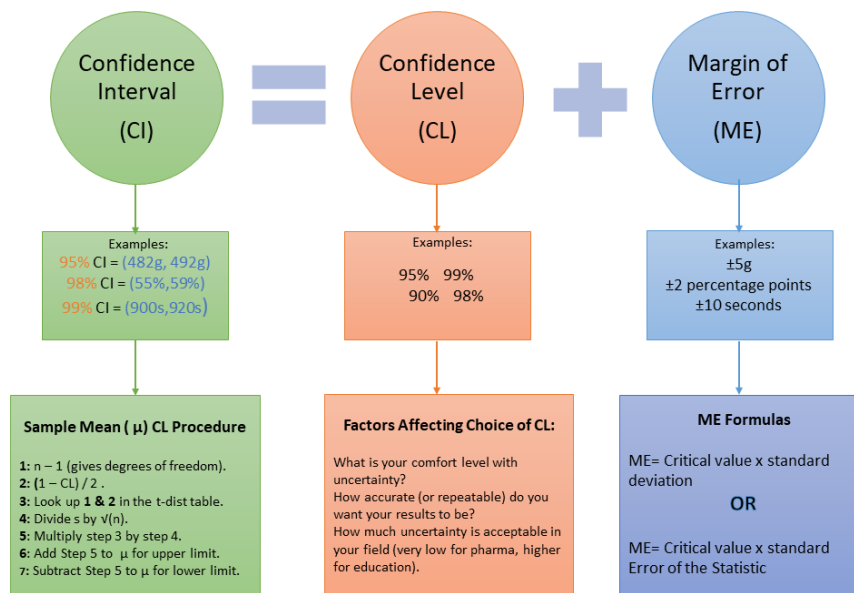 Confidence
Interval
(CI)
=
Confidence
Level
(CL)
+
Margin of
Error
(ME)
Examples:
95% CI = (482g, 492g)
98% CI = (55%,59%)
99% CI = (900s,920s)
Examples:
95% 99%
90% 98%
Examples:
±5g
±2 percentage points
±10 seconds
Sample Mean ( μ) CL Procedure
1: n – 1 (gives degrees of freedom).
2: (1 – CL) / 2 .
3: Look up 1 & 2 in the t-dist table.
4: Divide s by √(n).
5: Multiply step 3 by step 4.
6: Add Step 5 to μ for upper limit.
7: Subtract Step 5 to μ for lower limit.
Factors Affecting Choice of CL:
What is your comfort level with
uncertainty?
How accurate (or repeatable) do you
want your results to be?
How much uncertainty is acceptable in
your field (very low for pharma, higher
for education).
ME Formulas
ME= Critical value x standard
deviation
OR
ME= Critical value x standard
Error of the Statistic